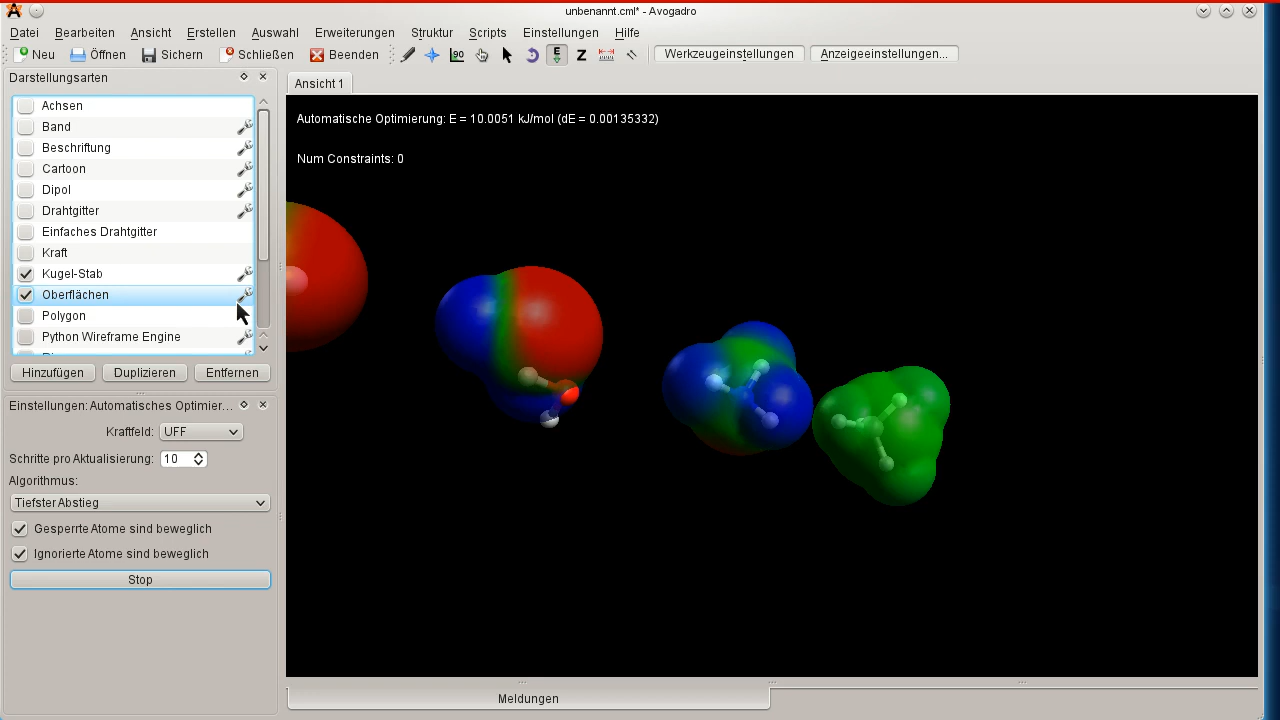 unbenannt.cml* - Avogadro
Datei Bearbeiten Ansicht Erstellen Auswahl Erweiterungen Struktur Scripts Einstellungen Hilfe
Neu Öffnen Sichern Schließen Beenden 90 E Z Werkzeugeinstellungen Anzeigeeinstellungen...
Darstellungsarten
Achsen
Band
Beschriftung
Cartoon
Dipol
Drahtgitter
Einfaches Drahtgitter
Kraft
Kugel-Stab
Oberflächen
Polygon
Python Wireframe Engine
Hinzufügen Duplizieren Entfernen
Einstellungen: Automatisches Optimier...
Kraftfeld: UFF
Schritte pro Aktualisierung: 10
Algorithmus:
Tiefster Abstieg
Gesperrte Atome sind beweglich
Ignorierte Atome sind beweglich
Stop
Ansicht 1
Automatische Optimierung: E = 10.0051 kJ/mol (dE = 0.00135332)
Num Constraints: 0
Meldungen